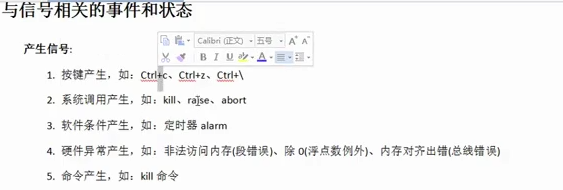 与信号相关的事件和状态
产生信号:
Calibri (正文) 五号 A A
B I U ab A
1. 按键产生，如：Ctrl+c、Ctrl+z、Ctrl+\
2. 系统调用产生，如：kill、raise、abort
3. 软件条件产生，如：定时器 alarm
4. 硬件异常产生，如：非法访问内存(段错误)、除 0(浮点数例外)、内存对齐出错(总线错误)
5. 命令产生，如：kill 命令